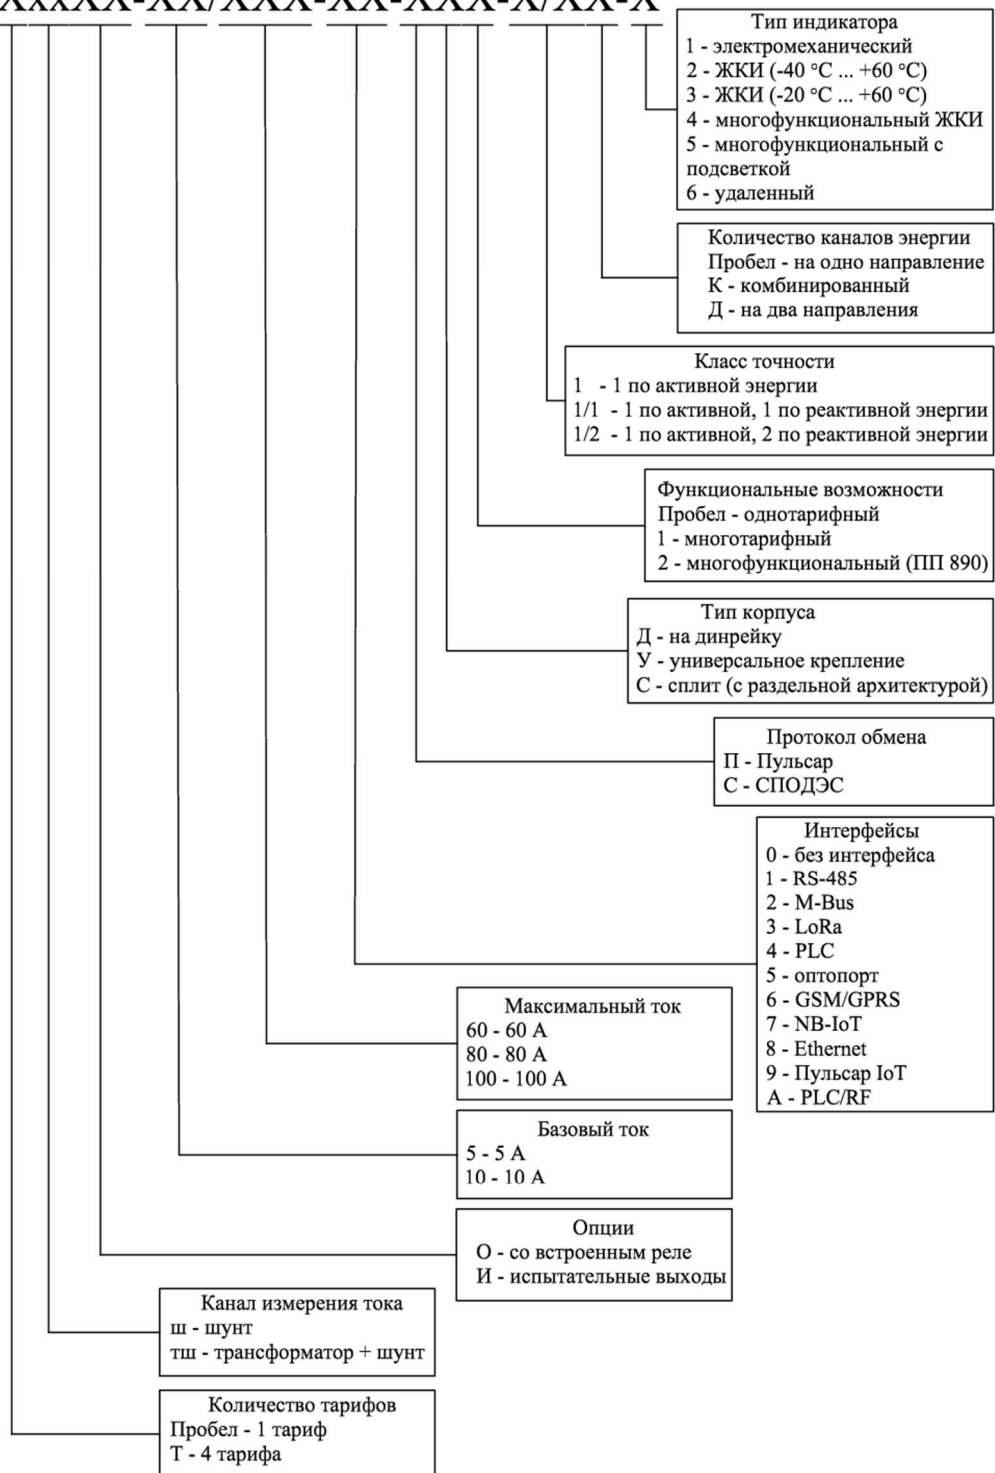 ХххХХ-ХХ/ХХХ-ХХ-ХХХ-Х/ХХ-Х
Тип индикатора
1 - электромеханический
2 - ЖКИ (-40 °С ... +60 °С)
3 - ЖКИ (-20 °С ... +60 °С)
4 - многофункциональный ЖКИ
5 - многофункциональный с
подсветкой
6 - удаленный
Количество каналов энергии
Пробел - на одно направление
К - комбинированный
Д - на два направления
Класс точности
1 - 1 по активной энергии
1/1 - 1 по активной, 1 по реактивной энергии
1/2 - 1 по активной, 2 по реактивной энергии
Функциональные возможности
Пробел - однотарифный
1 - многотарифный
2 - многофункциональный (ПП 890)
Тип корпуса
Д - на динрейку
У - универсальное крепление
С - сплит (с раздельной архитектурой)
Протокол обмена
П - Пульсар
С - СПОДЭС
Интерфейсы
0 - без интерфейса
1 - RS-485
2 - M-Bus
3 - LoRa
4 - PLC
5 - оптопорт
6 - GSM/GPRS
7 - NB-IoT
8 - Ethernet
9 - Пульсар IoT
А - PLC/RF
Максимальный ток
60 - 60 А
80 - 80 А
100 - 100 А
Базовый ток
5 - 5 А
10 - 10 А
Опции
О - со встроенным реле
И - испытательные выходы
Канал измерения тока
ш - шунт
тш - трансформатор + шунт
Количество тарифов
Пробел - 1 тариф
Т - 4 тарифа